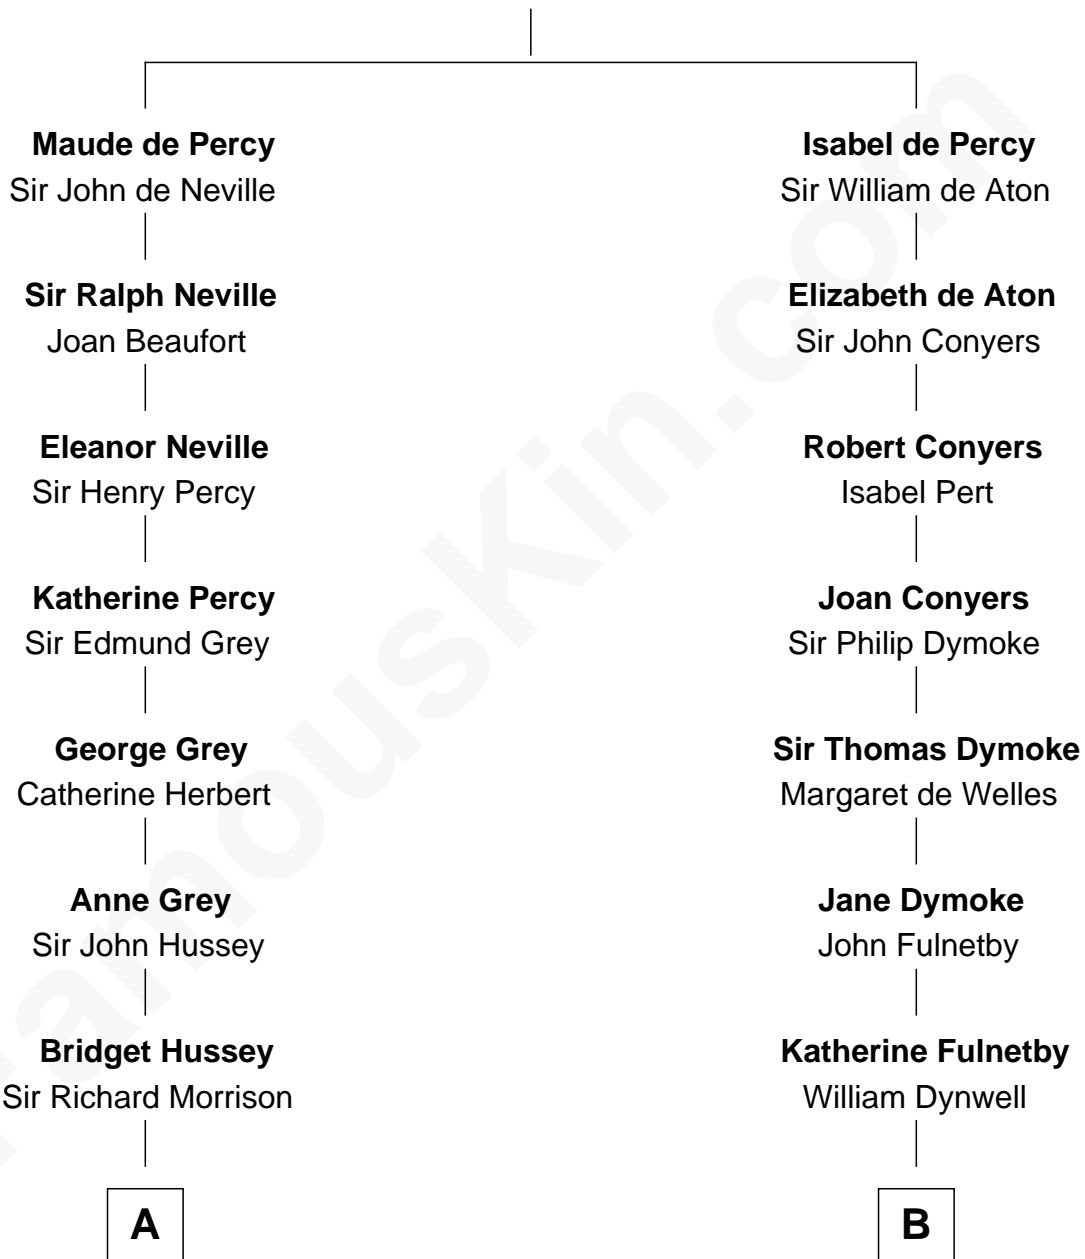 Maude de Percy
Sir John de Neville
Sir Ralph Neville
Joan Beaufort
Eleanor Neville
Sir Henry Percy
Katherine Percy
Sir Edmund Grey
George Grey
Catherine Herbert
Anne Grey
Sir John Hussey
Bridget Hussey
Sir Richard Morrison
A
Isabel de Percy
Sir William de Aton
Elizabeth de Aton
Sir John Conyers
Robert Conyers
Isabel Pert
Joan Conyers
Sir Philip Dymoke
Sir Thomas Dymoke
Margaret de Welles
Jane Dymoke
John Fulnetby
Katherine Fulnetby
William Dynwell
B
FamousKin.com